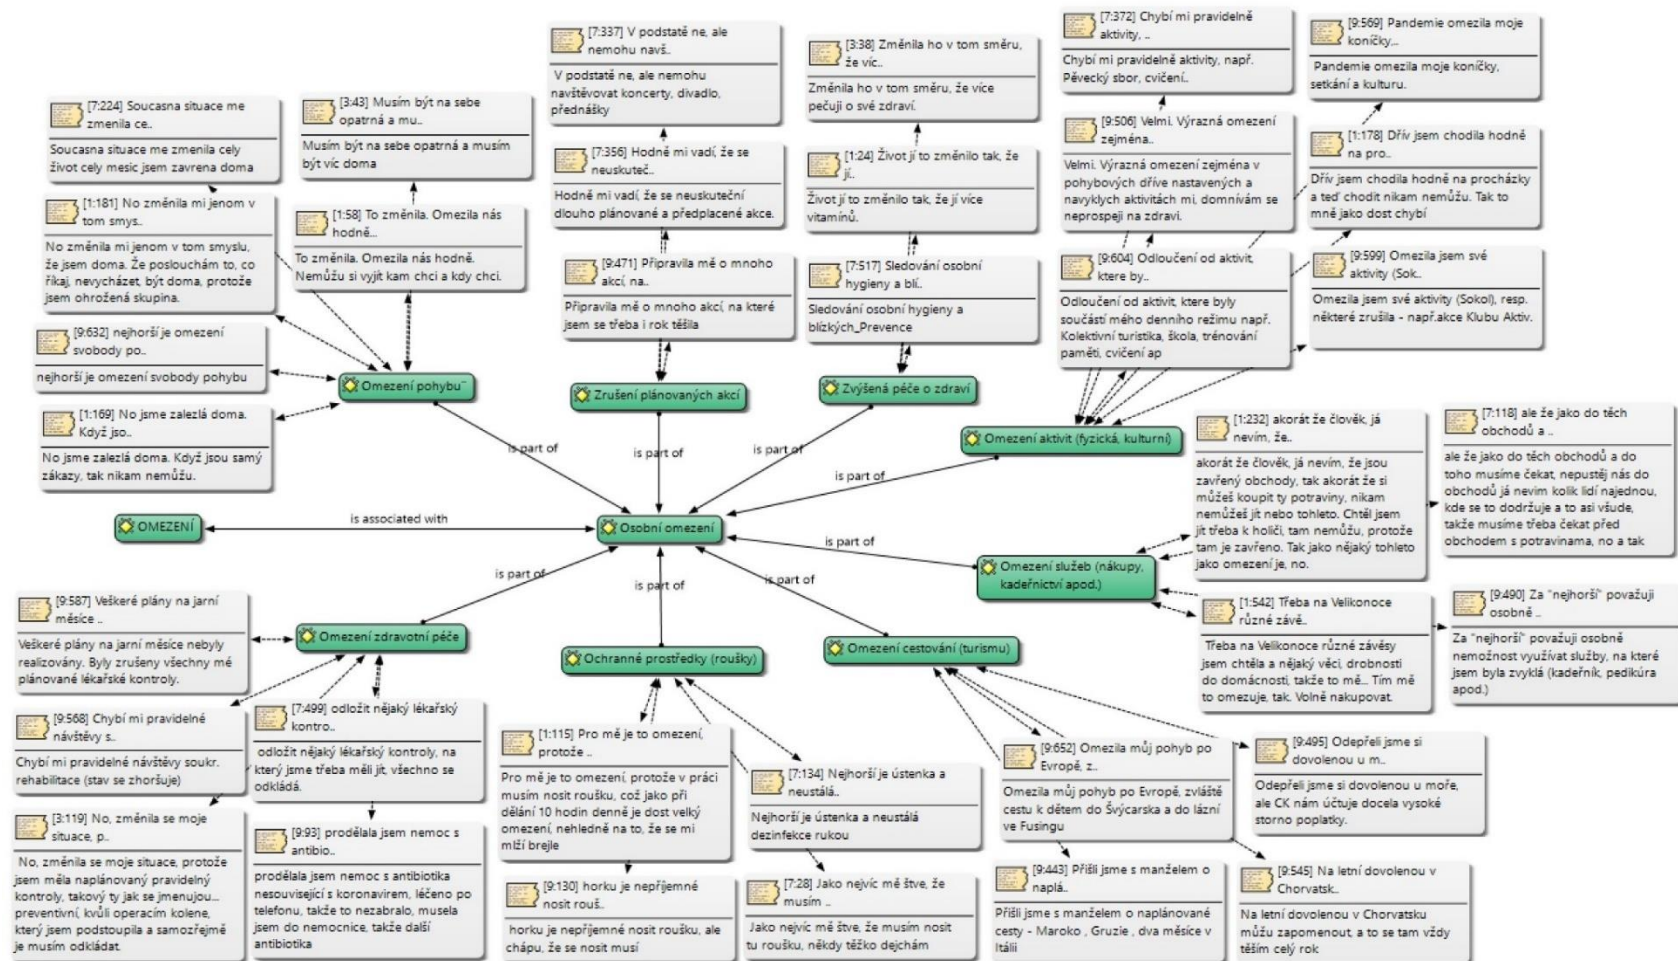 [7:337] V podstatě ne, ale
nemohu navš..
V podstatě ne, ale nemohu
navštěvovat koncerty, divadlo,
přednášky
[3:38] Změnila ho v tom směru,
že víc..
Změnila ho v tom směru, že více
pečuji o své zdraví.
[7:372] Chybí mi pravidelně
aktivity, ..
Chybí mi pravidelně aktivity, např.
Pěvecký sbor, cvičení..
[9:569] Pandemie omezila moje
koníčky,..
Pandemie omezila moje koníčky,
setkání a kulturu.
[7:224] Soucasna situace me
zmenila ce..
Soucasna situace me zmenila cely
život cely mesic jsem zavrena doma
[3:43] Musím být na sebe
opatrná a mu..
Musím být na sebe opatrná a musím
být víc doma
[7:356] Hodně mi vadí, že se
neuskuteč..
Hodně mi vadí, že se neuskuteční
dlouho plánované a předplacené akce.
[1:24] Život jí to změnilo tak, že
jí..
Život jí to změnilo tak, že jí více
vitamínů.
[9:506] Velmi. Výrazná omezení
zejména..
Velmi. Výrazná omezení zejména v
pohybových dříve nastavených a
navyklych aktivitách mi, domnívám se
neprospeji na zdravi.
[1:178] Dřív jsem chodila hodně
na pro..
Dřív jsem chodila hodně na procházky
a teď chodit nikam nemůžu. Tak to
mně jako dost chybí
[1:181] No změnila mi jenom v
tom smys..
No změnila mi jenom v tom smyslu,
že jsem doma. Že poslouchám to, co
říkaj, nevycházet, být doma, protože
jsem ohrožená skupina.
[1:58] To změnila. Omezila nás
hodně...
To změnila. Omezila nás hodně.
Nemůžu si vyjít kam chci a kdy chci.
[9:471] Připravila mě o mnoho
akcí, na..
Připravila mě o mnoho akcí, na které
jsem se třeba i rok těšila
[7:517] Sledování osobní
hygieny a blí..
Sledování osobní hygieny a
blízkých_Prevence
[9:604] Odloučení od aktivit,
ktere by..
Odloučení od aktivit, ktere byly
součástí mého denního režimu např.
Kolektivní turistika, škola, trénování
paměti, cvičení ap
[9:599] Omezila jsem své
aktivity (Sok..
Omezila jsem své aktivity (Sokol), resp.
některé zrušila - např.akce Klubu Aktiv.
[9:632] nejhorší je omezení
svobody po..
nejhorší je omezení svobody pohybu
[1:169] No jsme zalezlá doma.
Když jso..
No jsme zalezlá doma. Když jsou samý
zákazy, tak nikam nemůžu.
Omezení pohybu~
Zrušení plánovaných akcí
Zvýšená péče o zdraví
Omezení aktivit (fyzická, kulturní)
is part of
is part of
is part of
is part of
[1:232] akorát že člověk, já
nevím, že..
akorát že člověk, já nevím, že jsou
zavřený obchody, tak akorát že si
můžeš koupit ty potraviny, nikam
nemůžeš jít nebo tohleto. Chtěl jsem
jít třeba k holiči, tam nemůžu, protože
tam je zavřeno. Tak jako nějaký tohleto
jako omezení je, no.
[7:118] ale že jako do těch
obchodů a ..
ale že jako do těch obchodů a do
toho musíme čekat, nepustěj nás do
obchodů já nevim kolik lidí najednou,
kde se to dodržuje a to asi všude,
takže musíme třeba čekat před
obchodem s potravinama, no a tak
OMEZENÍ
is associated with
Osobní omezení
is part of
Omezení služeb (nákupy,
kadeřnictví apod.)
is part of
is part of
is part of
[1:542] Třeba na Velikonoce
různé závě..
Třeba na Velikonoce různé závěsy
jsem chtěla a nějaký věci, drobnosti
do domácnosti, takže to mě... Tím mě
to omezuje, tak. Volně nakupovat.
[9:490] Za "nejhorší" považuji
osobně ..
Za "nejhorší" považuji osobně
nemožnost využívat služby, na které
jsem byla zvyklá (kadeřník, pedikúra
apod.)
[9:587] Veškeré plány na jarní
měsíce ..
Veškeré plány na jarní měsíce nebyly
realizovány. Byly zrušeny všechny mé
plánované lékařské kontroly.
Omezení zdravotní péče
Ochranné prostředky (roušky)
Omezení cestování (turismu)
[9:568] Chybí mi pravidelné
návštěvy s..
Chybí mi pravidelné návštěvy soukr.
rehabilitace (stav se zhoršuje)
[7:499] odložit nějaký lékařský
kontro..
odložit nějaký lékařský kontroly, na
který jsme třeba měli jít, všechno se
odkládá.
[1:115] Pro mě je to omezení,
protože ..
Pro mě je to omezení, protože v práci
musím nosit roušku, což jako při
dělání 10 hodin denně je dost velký
omezení, nehledně na to, že se mi
mlží brejle
[7:134] Nejhorší je ústenka a
neustálá..
Nejhorší je ústenka a neustálá
dezinfekce rukou
[9:652] Omezila můj pohyb po
Evropě, z..
Omezila můj pohyb po Evropě, zvláště
cestu k dětem do Švýcarska a do lázní
ve Fusingu
[9:495] Odepřeli jsme si
dovolenou u m..
Odepřeli jsme si dovolenou u moře,
ale CK nám účtuje docela vysoké
storno poplatky.
[3:119] No, změnila se moje
situace, p..
No, změnila se moje situace, protože
jsem měla naplánovaný pravidelný
kontroly, takový ty jak se jmenujou...
preventivní, kvůli operacím kolene,
který jsem podstoupila a samozřejmě
je musím odkládat.
[9:93] prodělala jsem nemoc s
antibio..
prodělala jsem nemoc s antibiotika
nesouvisející s koronavirem, léčeno po
telefonu, takže to nezabralo, musela
jsem do nemocnice, takže další
antibiotika
[9:130] horku je nepříjemné
nosit rouš..
horku je nepříjemné nosit roušku, ale
chápu, že se nosit musí
[7:28] Jako nejvíc mě štve, že
musím ..
Jako nejvíc mě štve, že musím nosit
tu roušku, někdy těžko dejchám
[9:443] Přišli jsme s manželem o
naplá..
Přišli jsme s manželem o naplánované
cesty - Maroko , Gruzie , dva měsíce v
Itálii
[9:545] Na letní dovolenou v
Chorvatsk..
Na letní dovolenou v Chorvatsku
můžu zapomenout, a to se tam vždy
těším celý rok